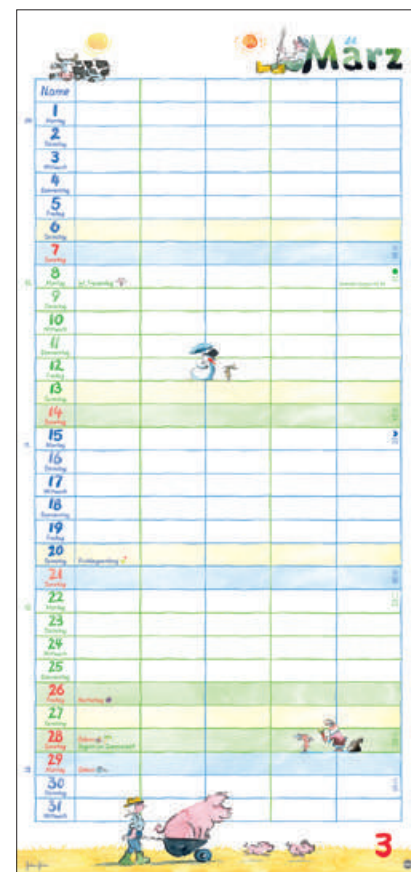 März
Name
1
Montag
2
Dienstag
3
Mittwoch
4
Donnerstag
5
Freitag
6
Samstag
7
Sonntag
8
Montag Int. Frauentag
9
Dienstag
10
Mittwoch
11
Donnerstag
12
Freitag
13
Samstag
14
Sonntag
15
Montag
16
Dienstag
17
Mittwoch
18
Donnerstag
19
Freitag
20
Samstag Frühlingsanfang
21
Sonntag
22
Montag
23
Dienstag
24
Mittwoch
25
Donnerstag
26
Freitag
27
Samstag
28
Sonntag
29
Montag
30
Dienstag
31
Mittwoch
3